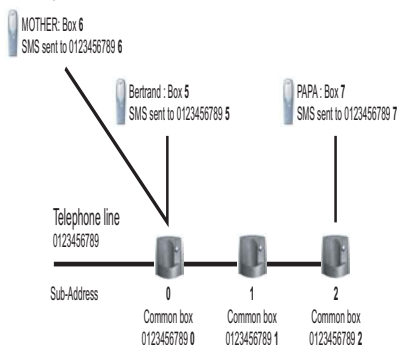 MOTHER: Box 6
SMS sent to 0123456789 6
Bertrand : Box 5
SMS sent to 0123456789 5
PAPA : Box 7
SMS sent to 0123456789 7
Telephone line
0123456789
Sub-Address 0 1 2
Common box Common box Common box
0123456789 0 0123456789 1 0123456789 2